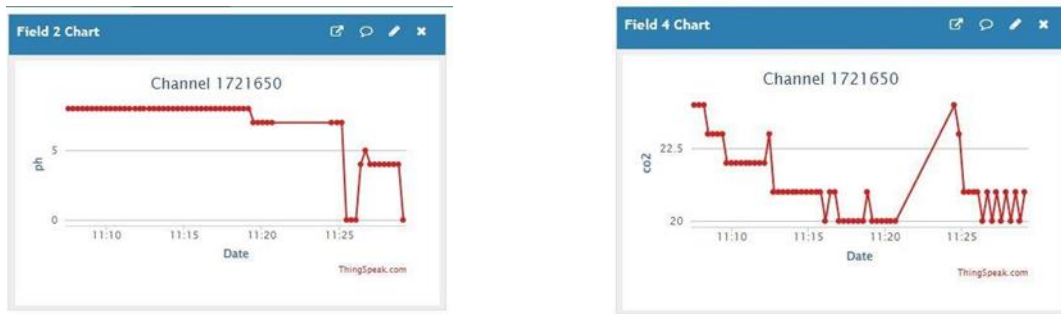 Field 2 Chart
Channel 1721650
ph
5
0
11:10 11:15 11:20 11:25
Date
ThingSpeak.com
Field 4 Chart
Channel 1721650
co2
22.5
20
11:10 11:15 11:20 11:25
Date
ThingSpeak.com